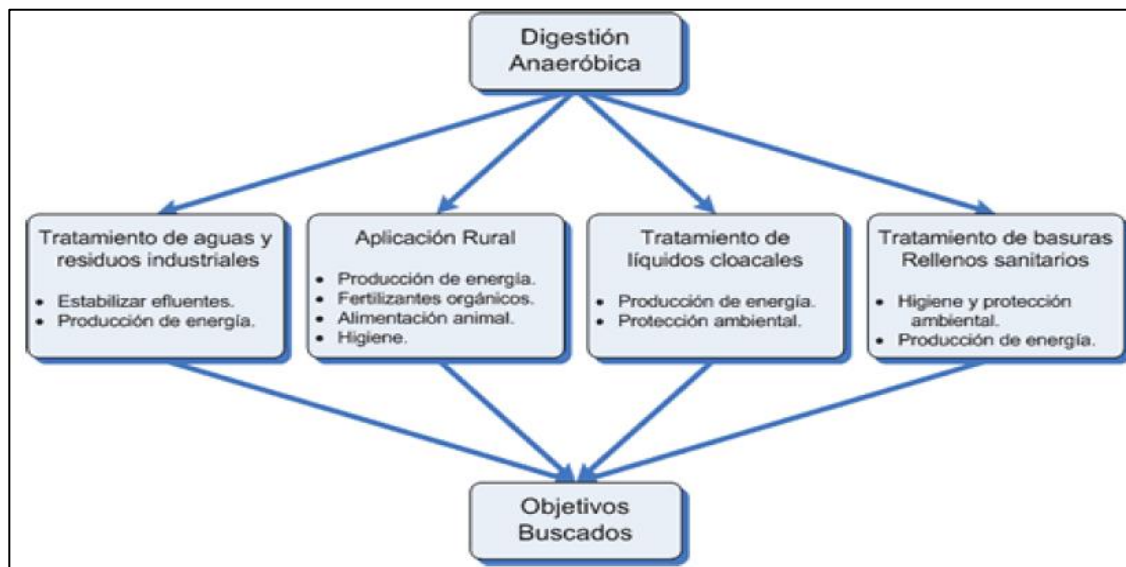 Digestión
Anaeróbica
Tratamiento de aguas y
residuos industriales
• Estabilizar efluentes.
• Producción de energía.
Aplicación Rural
• Producción de energía.
• Fertilizantes orgánicos.
• Alimentación animal.
• Higiene.
Tratamiento de
líquidos cloacales
• Producción de energía.
• Protección ambiental.
Tratamiento de basuras
Rellenos sanitarios
• Higiene y protección
ambiental.
• Producción de energía.
Objetivos
Buscados